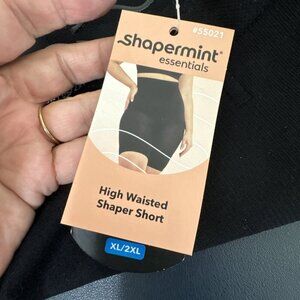 #55021
shapermint®
essentials
High Waisted
Shaper Short
XL/2XL